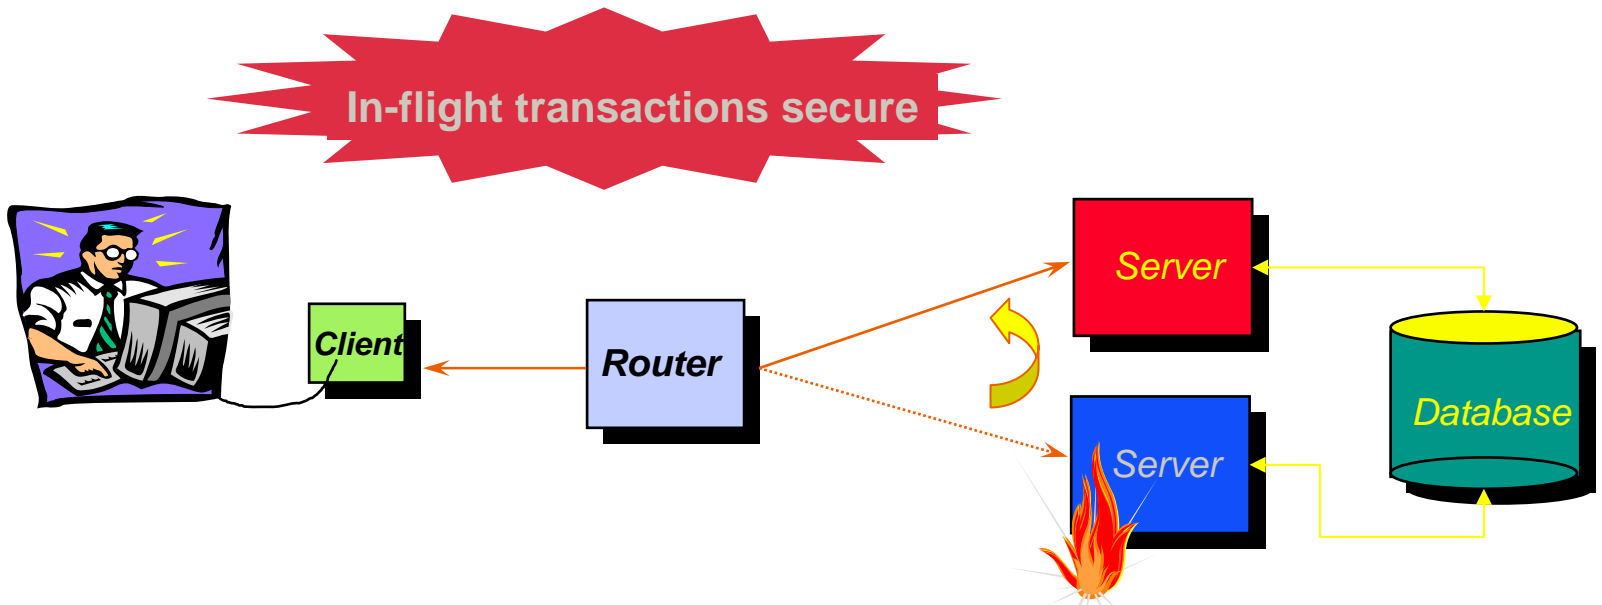 In-flight transactions secure
Server
Client
Router
Database
Server